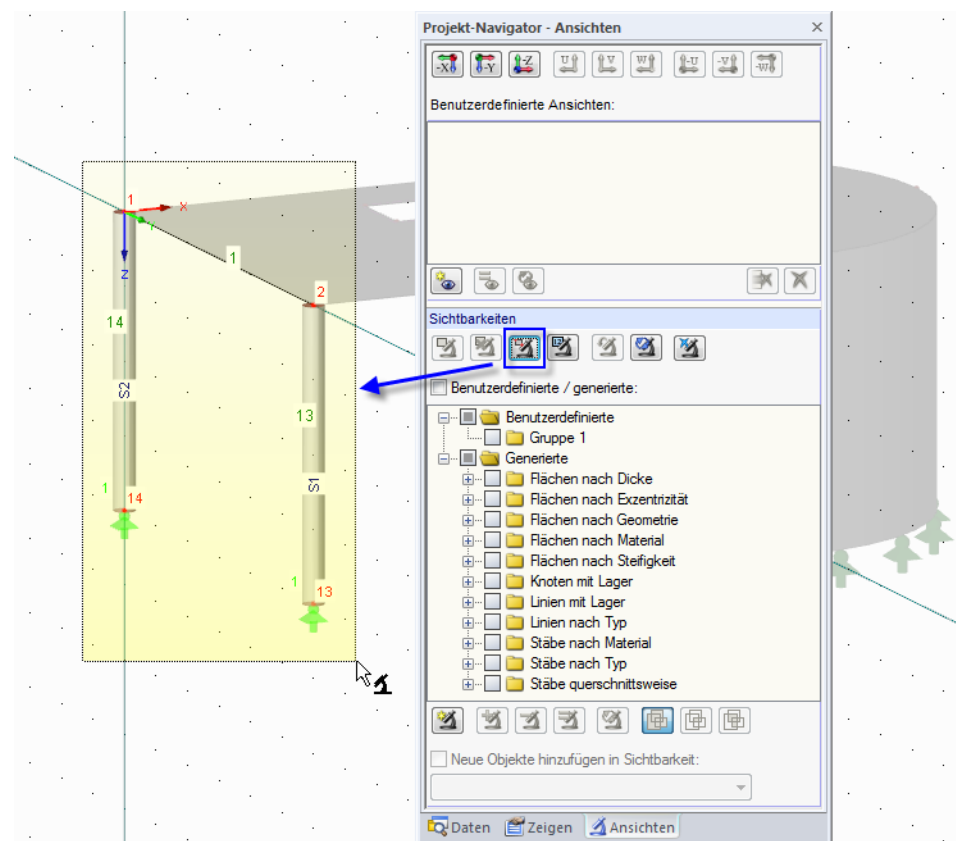 Projekt-Navigator - Ansichten
-X
-Y
-Z
U
V
W
-U
-V
-W
Benutzerdefinierte Ansichten:
Sichtbarkeiten
Benutzerdefinierte / generierte:
Benutzerdefinierte
Gruppe 1
Generierte
Flächen nach Dicke
Flächen nach Exzentrizität
Flächen nach Geometrie
Flächen nach Material
Flächen nach Steifigkeit
Knoten mit Lager
Linien mit Lager
Linien nach Typ
Stäbe nach Material
Stäbe nach Typ
Stäbe querschnittsweise
Neue Objekte hinzufügen in Sichtbarkeit:
Daten
Zeigen
Ansichten
1
X
Y
Z
1
2
14
S2
13
S1
1
14
1
13